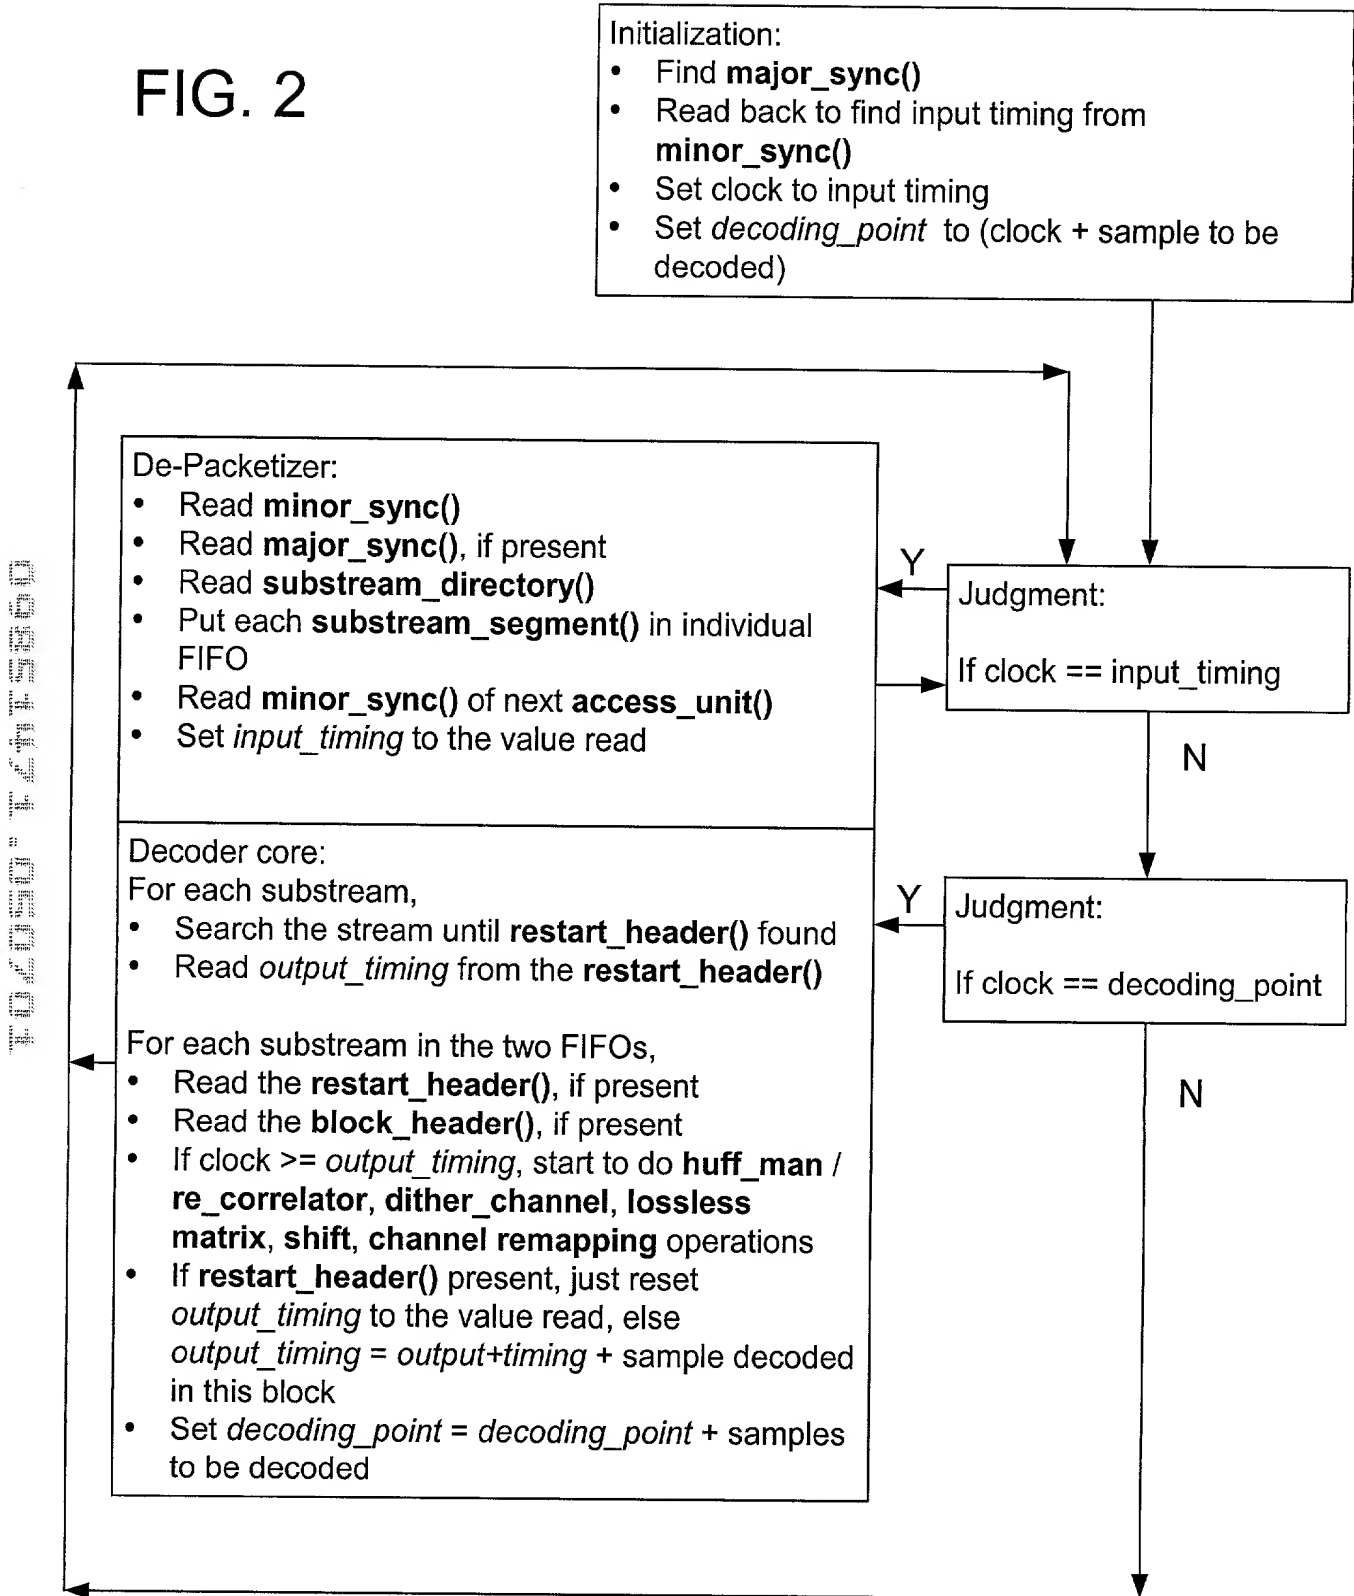 FIG. 2
Initialization:
• Find major_sync()
• Read back to find input timing from
minor_sync()
• Set clock to input timing
• Set decoding_point to (clock + sample to be
decoded)
De-Packetizer:
• Read minor_sync()
• Read major_sync(), if present
• Read substream_directory()
• Put each substream_segment() in individual
FIFO
• Read minor_sync() of next access_unit()
• Set input_timing to the value read
Y
Judgment:
If clock == input_timing
N
Decoder core:
For each substream,
• Search the stream until restart_header() found
• Read output_timing from the restart_header()
For each substream in the two FIFOs,
• Read the restart_header(), if present
• Read the block_header(), if present
• If clock >= output_timing, start to do huff_man /
re_correlator, dither_channel, lossless
matrix, shift, channel remapping operations
• If restart_header() present, just reset
output_timing to the value read, else
output_timing = output+timing + sample decoded
in this block
• Set decoding_point = decoding_point + samples
to be decoded
Y
Judgment:
If clock == decoding_point
N